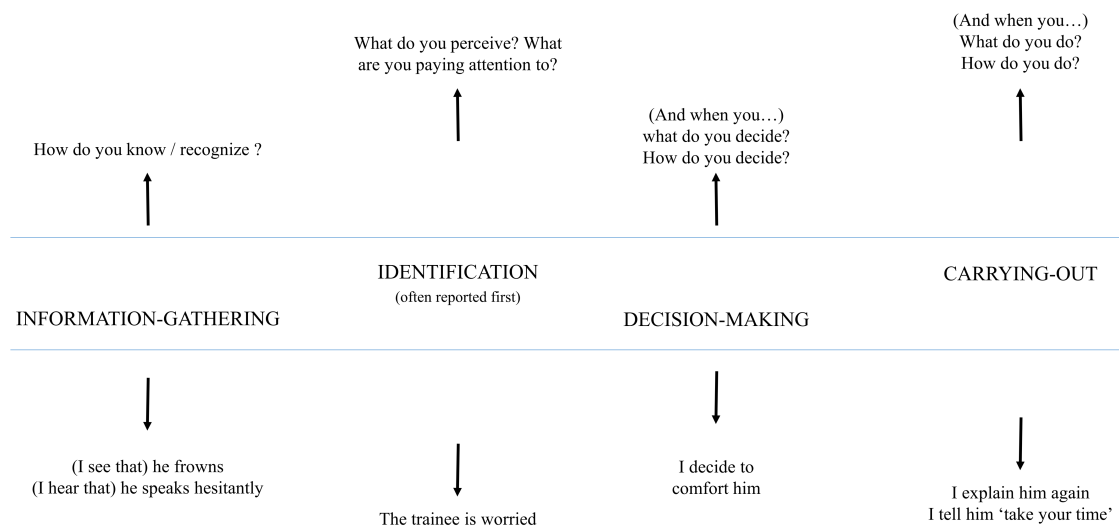 How do you know / recognize ?
What do you perceive? What
are you paying attention to?
(And when you…)
what do you decide?
How do you decide?
(And when you…)
What do you do?
How do you do?
INFORMATION-GATHERING
IDENTIFICATION
(often reported first)
DECISION-MAKING
CARRYING-OUT
(I see that) he frowns
(I hear that) he speaks hesitantly
The trainee is worried
I decide to
comfort him
I explain him again
I tell him ‘take your time’